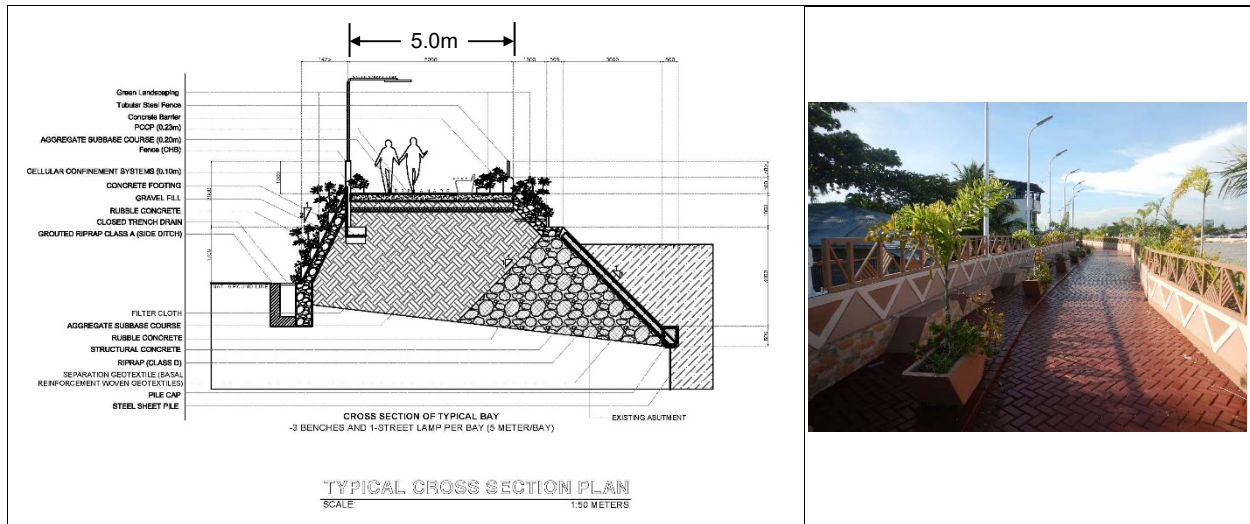 5.0m
5000
Green Landscaping
Tubular Steel Fence
Concrete Barrier
PCCP (0.23m)
AGGREGATE SUBBASE COURSE (0.20m)
Fence (CHB)
CELLULAR CONFINEMENT SYSTEMS (0.10m)
CONCRETE FOOTING
GRAVEL FILL
RUBBLE CONCRETE
CLOSED TRENCH DRAIN
GROUTED RIPRAP CLASS A (SIDE DITCH)
FILTER CLOTH
AGGREGATE SUBBASE COURSE
RUBBLE CONCRETE
STRUCTURAL CONCRETE
RIPRAP (CLASS D)
SEPARATION GEOTEXTILE (BASAL
REINFORCEMENT WOVEN GEOTEXTILES)
PILE CAP
STEEL SHEET PILE
EXISTING ABUTMENT
CROSS SECTION OF TYPICAL BAY
-3 BENCHES AND 1-STREET LAMP PER BAY (5 METER/BAY)
TYPICAL CROSS SECTION PLAN
SCALE: 1:50 METERS